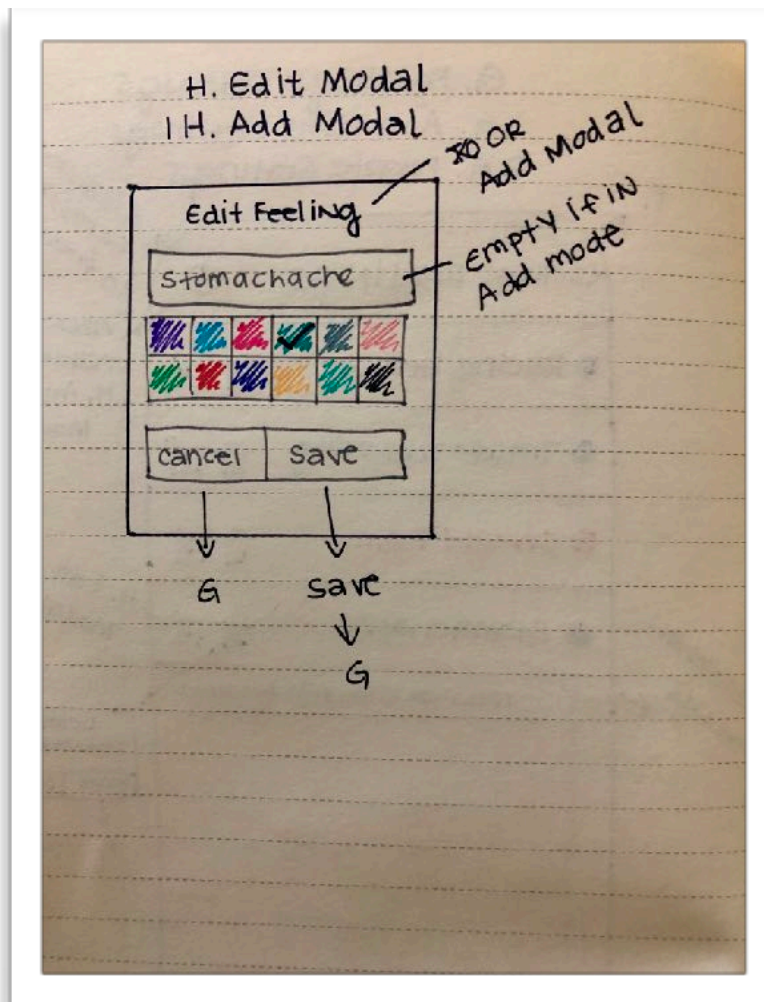 H. Edit Modal
1H. Add Modal
OR
Add Modal
Edit Feeling
Empty if in
Add mode
Stomachache
cancel
Save
G
save
G